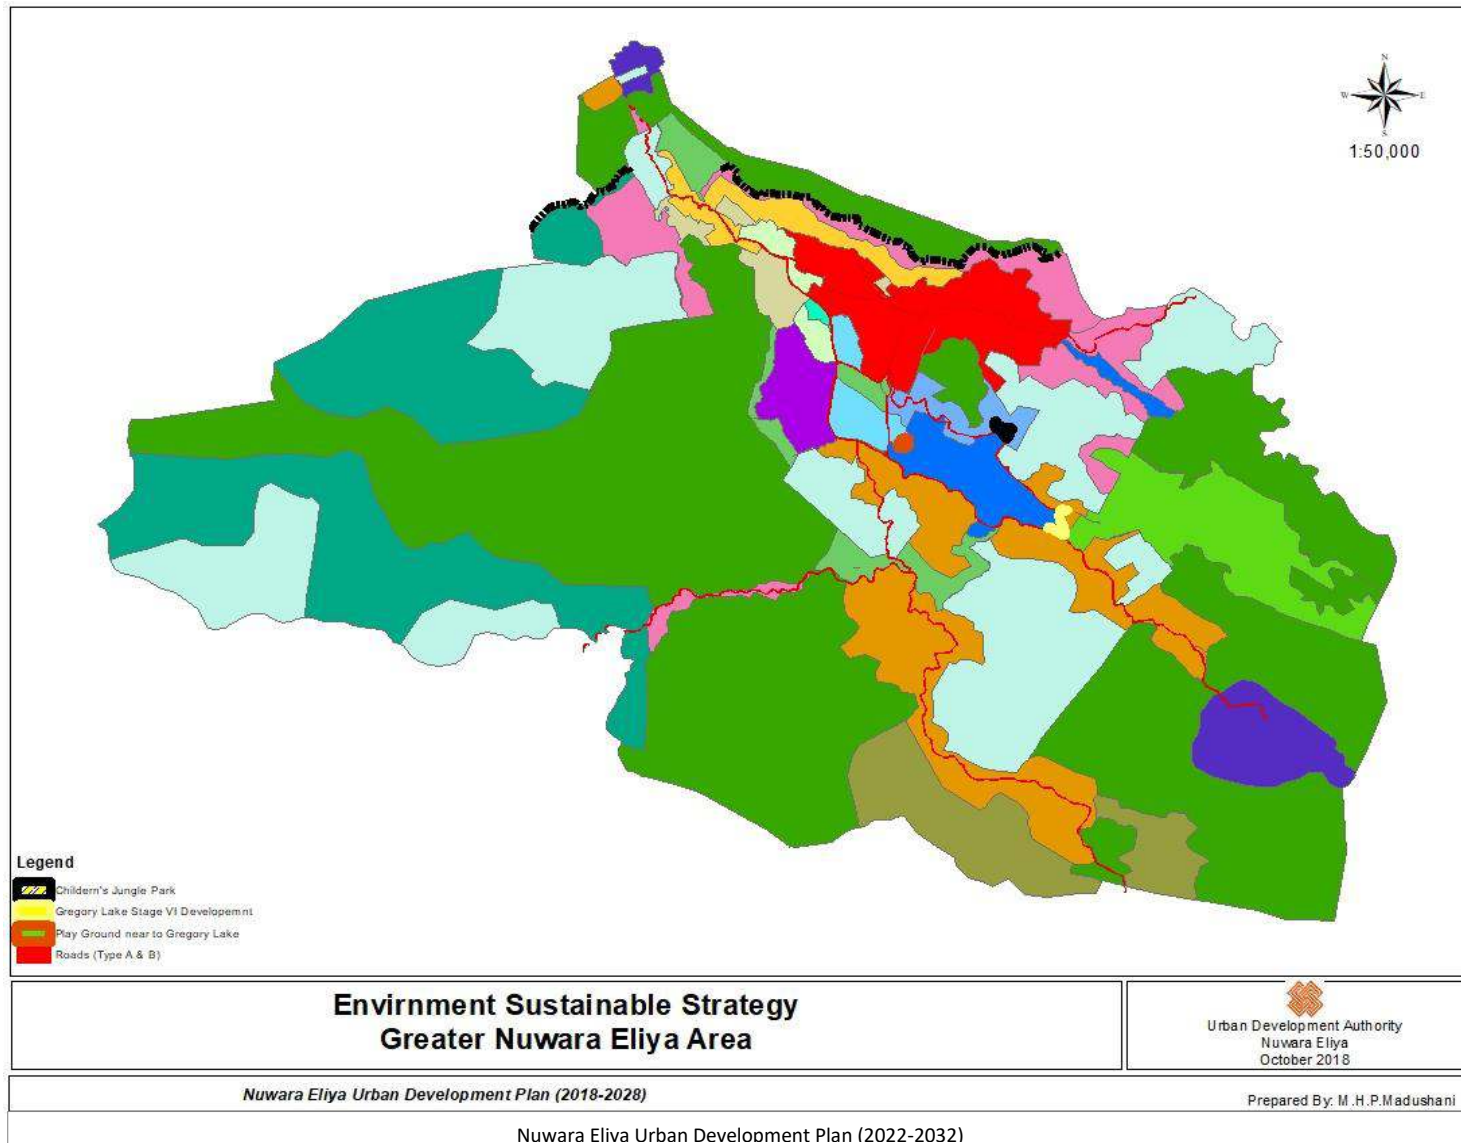 N
W E
S
1:50,000
Legend
Childern's Jungle Park
Gregory Lake Stage VI Developemnt
Play Ground near to Gregory Lake
Roads (Type A & B)
Envirnment Sustainable Strategy
Greater Nuwara Eliya Area
Urban Development Authority
Nuwara Eliya
October 2018
Nuwara Eliya Urban Development Plan (2018-2028)
Prepared By: M.H.P.Madushani
Nuwara Eliya Urban Development Plan (2022-2032)